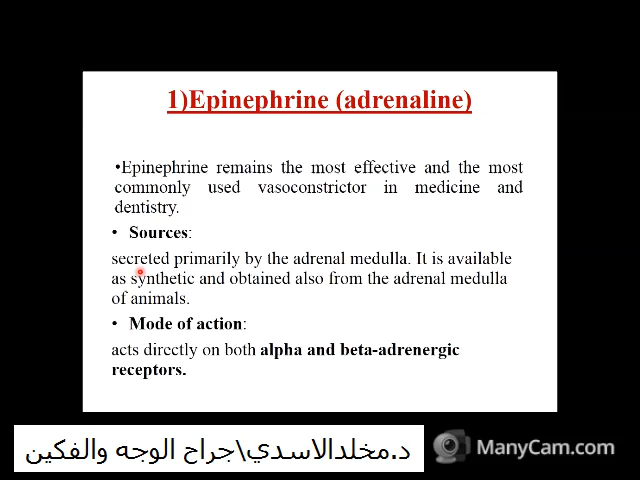 1)Epinephrine (adrenaline)
•Epinephrine remains the most effective and the most
commonly used vasoconstrictor in medicine and
dentistry.
• Sources:
secreted primarily by the adrenal medulla. It is available
as synthetic and obtained also from the adrenal medulla
of animals.
• Mode of action:
acts directly on both alpha and beta-adrenergic
receptors.
د.مخلدالاسدي\جراح الوجه والفكين
ManyCam.com